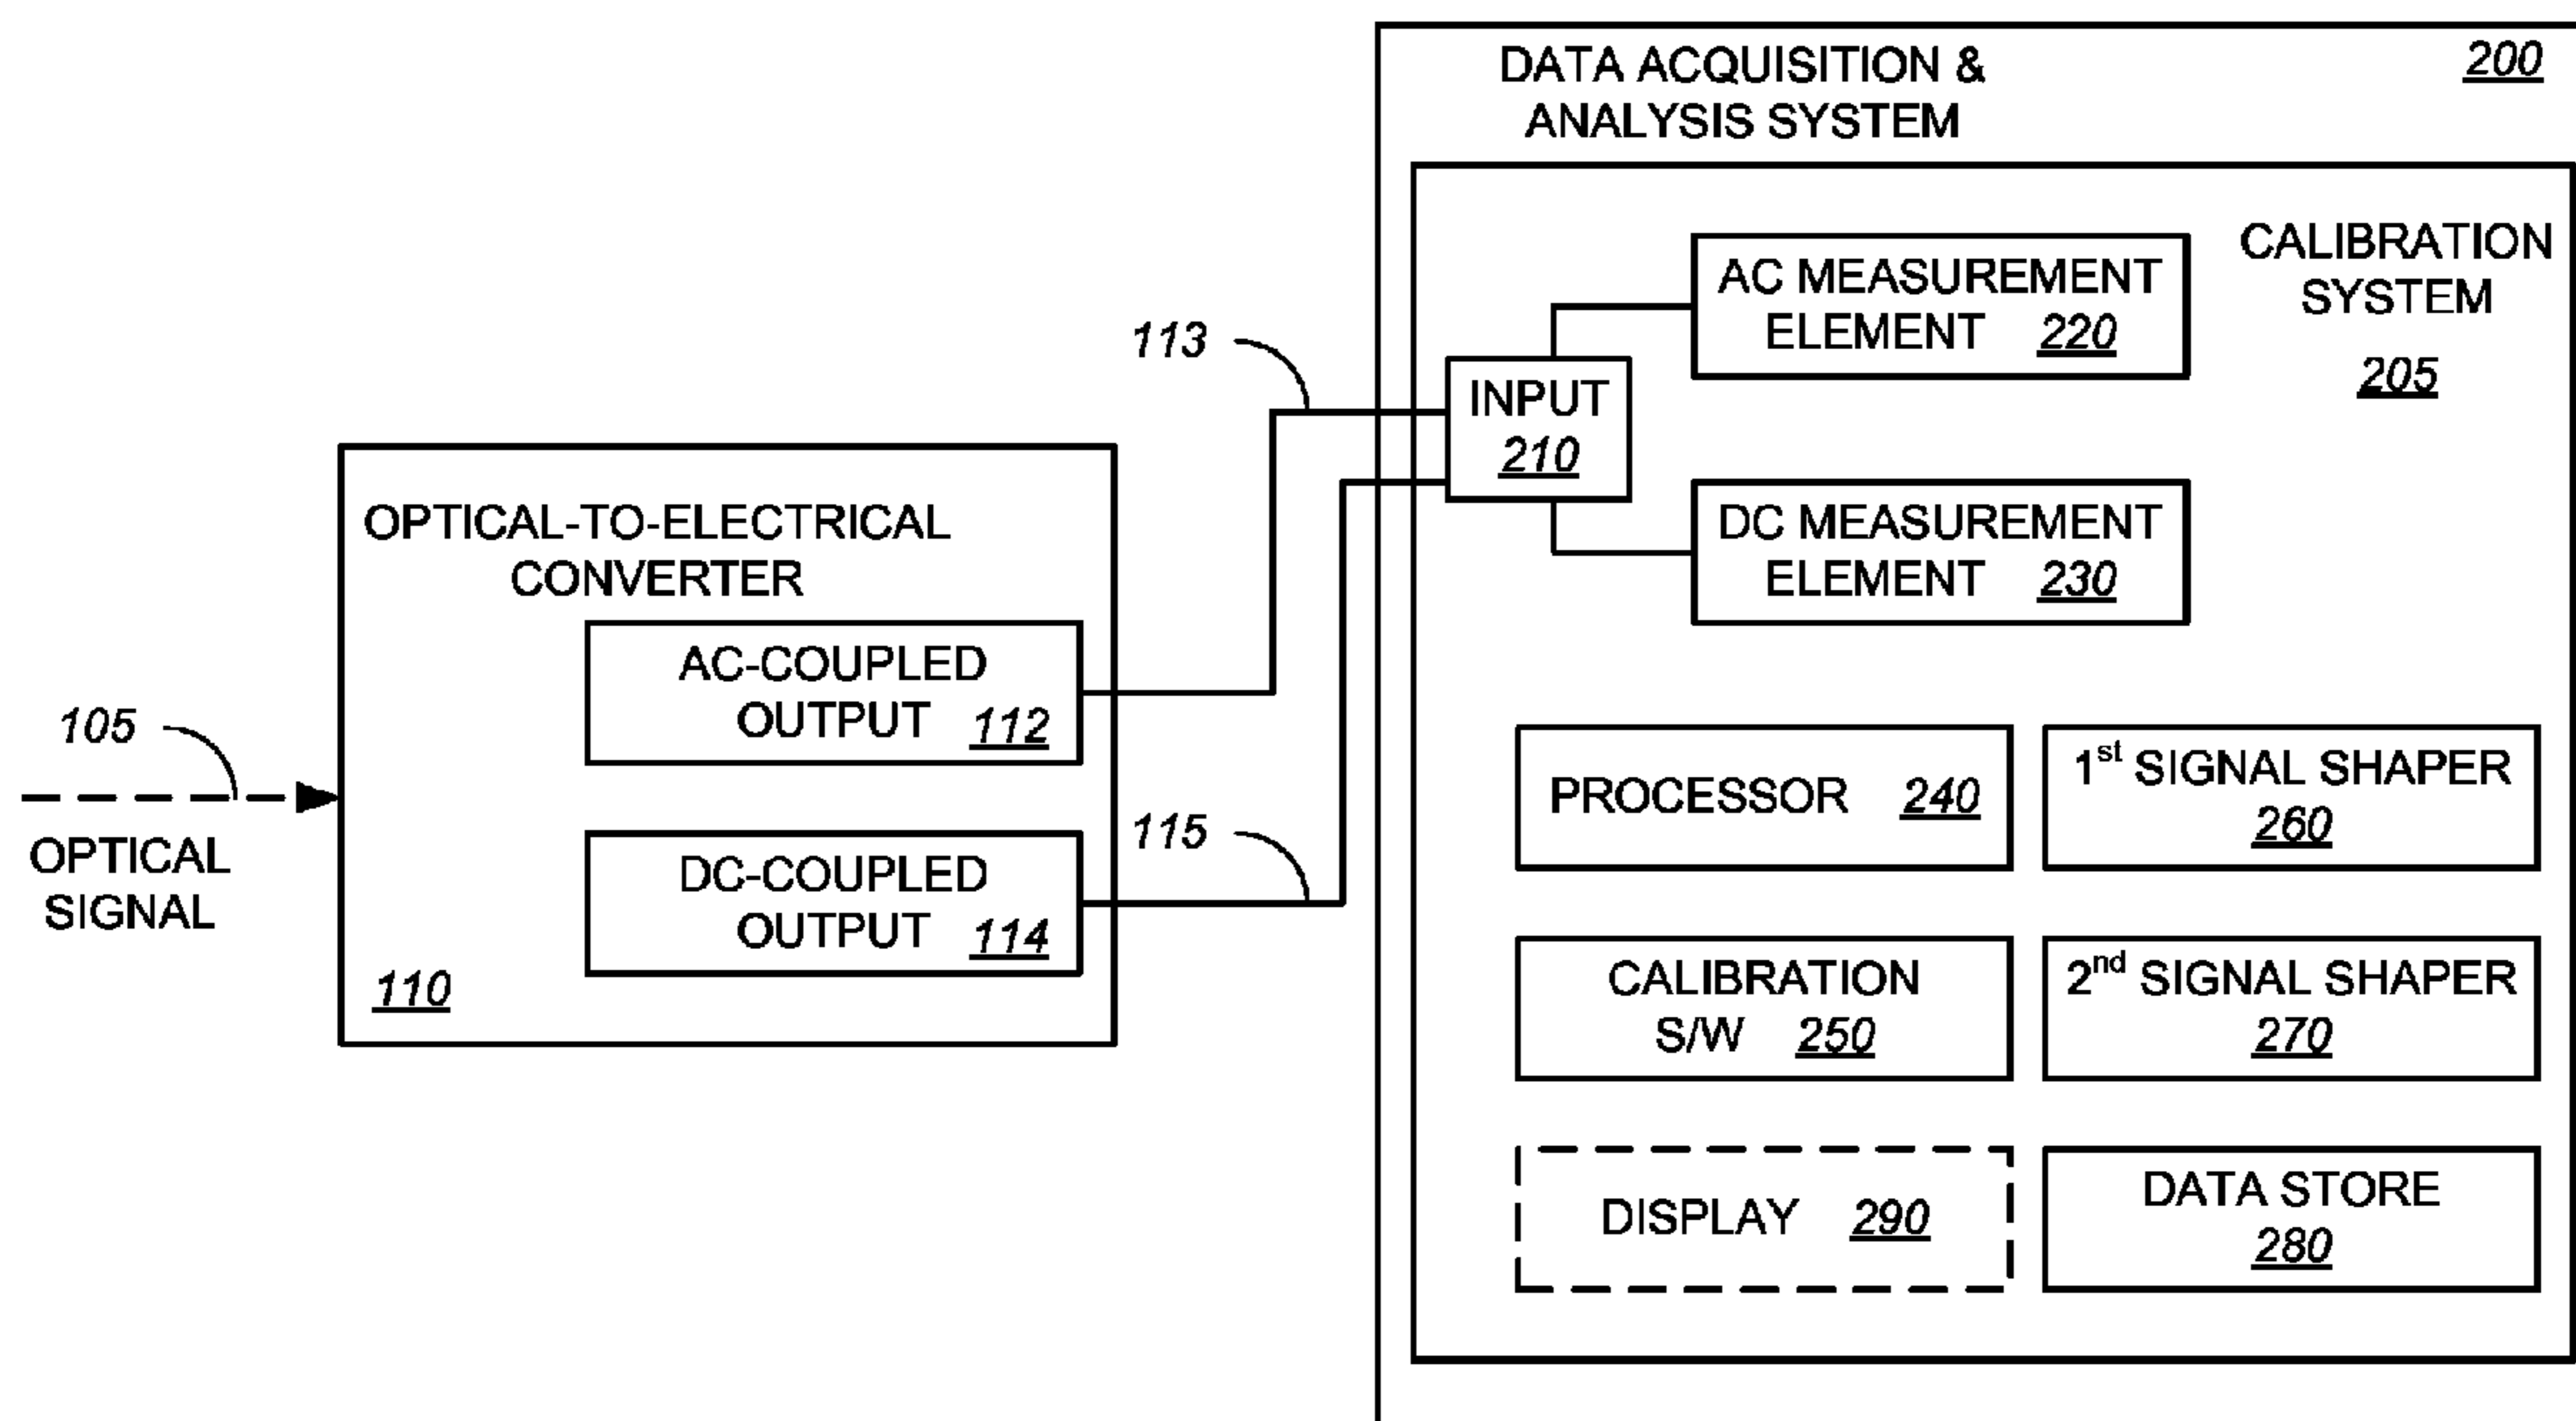 DATA ACQUISITION &
ANALYSIS SYSTEM
200
CALIBRATION
SYSTEM
205
AC MEASUREMENT
ELEMENT 220
113
INPUT
210
DC MEASUREMENT
ELEMENT 230
OPTICAL-TO-ELECTRICAL
CONVERTER
AC-COUPLED
OUTPUT 112
105
OPTICAL
SIGNAL
115
DC-COUPLED
OUTPUT 114
110
PROCESSOR 240
1st SIGNAL SHAPER
260
CALIBRATION
S/W 250
2nd SIGNAL SHAPER
270
DISPLAY 290
DATA STORE
280